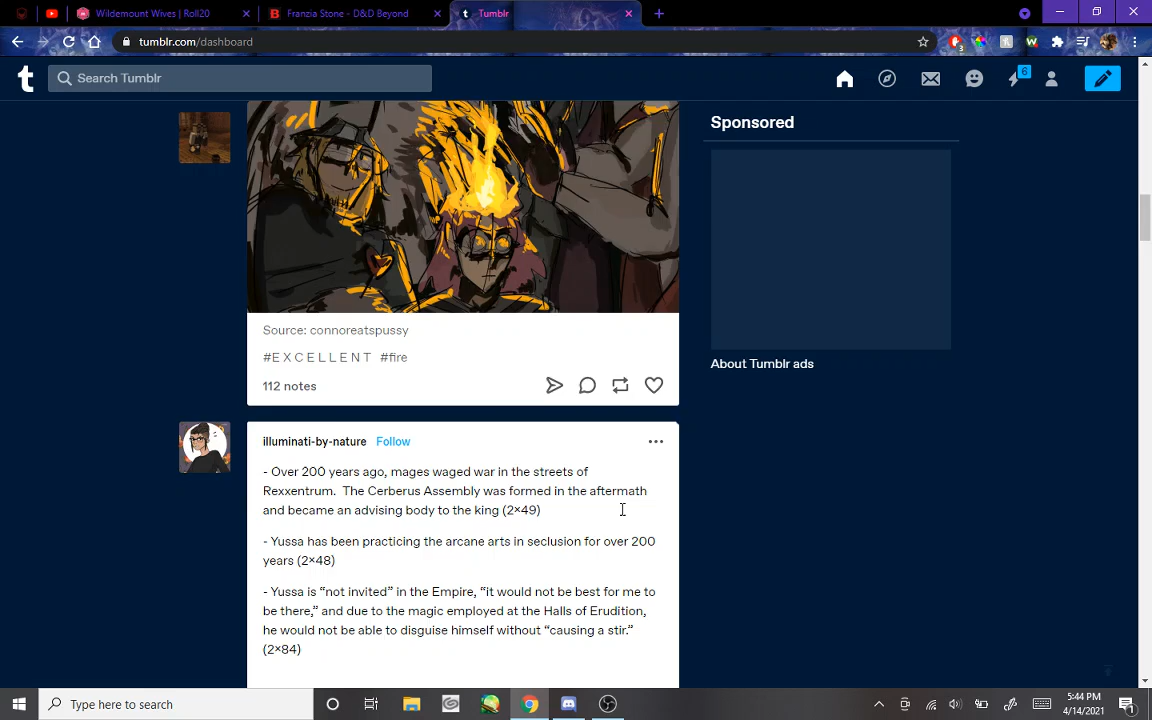 Wildemount Wives | Roll20
Franzia Stone - D&D Beyond
Tumblr
tumblr.com/dashboard
3
t
Search Tumblr
6
Sponsored
Source: connoreatspussy
#E X C E L L E N T #fire
112 notes
About Tumblr ads
illuminati-by-nature Follow
- Over 200 years ago, mages waged war in the streets of
Rexxentrum. The Cerberus Assembly was formed in the aftermath
and became an advising body to the king (2×49)
- Yussa has been practicing the arcane arts in seclusion for over 200
years (2×48)
- Yussa is “not invited” in the Empire, “it would not be best for me to
be there,” and due to the magic employed at the Halls of Erudition,
he would not be able to disguise himself without “causing a stir.”
(2×84)
Type here to search
5:44 PM
4/14/2021
1